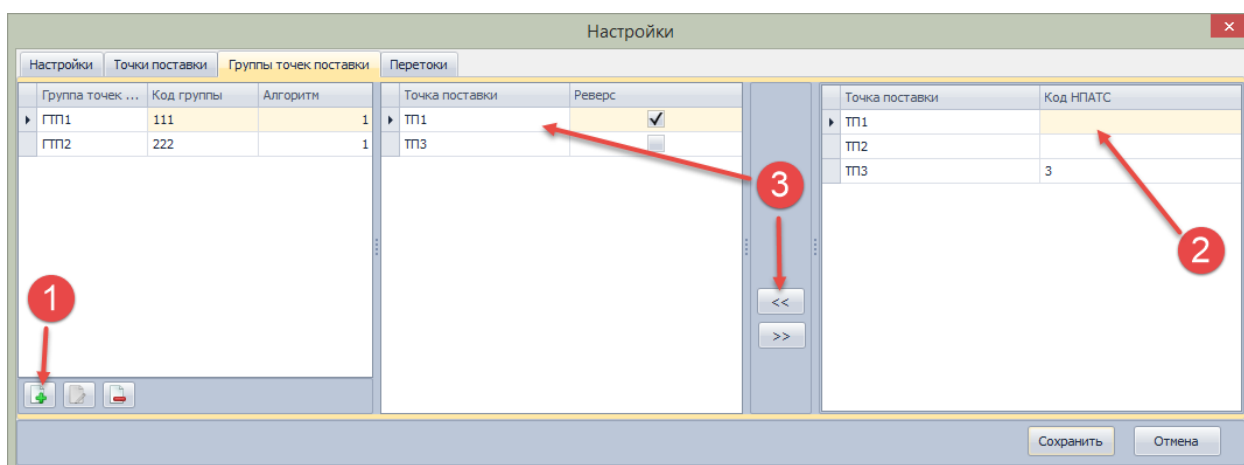 Настройки
Настройки Точки поставки Группы точек поставки Перетоки
Группа точек ... Код группы Алгоритм Точка поставки Реверс Точка поставки Код НПАТС
ГТП1 111 1 ТП1 ТП1
ГТП2 222 1 ТП3 ТП2
ТП3 3
3
2
1
<<
>>
Сохранить Отмена